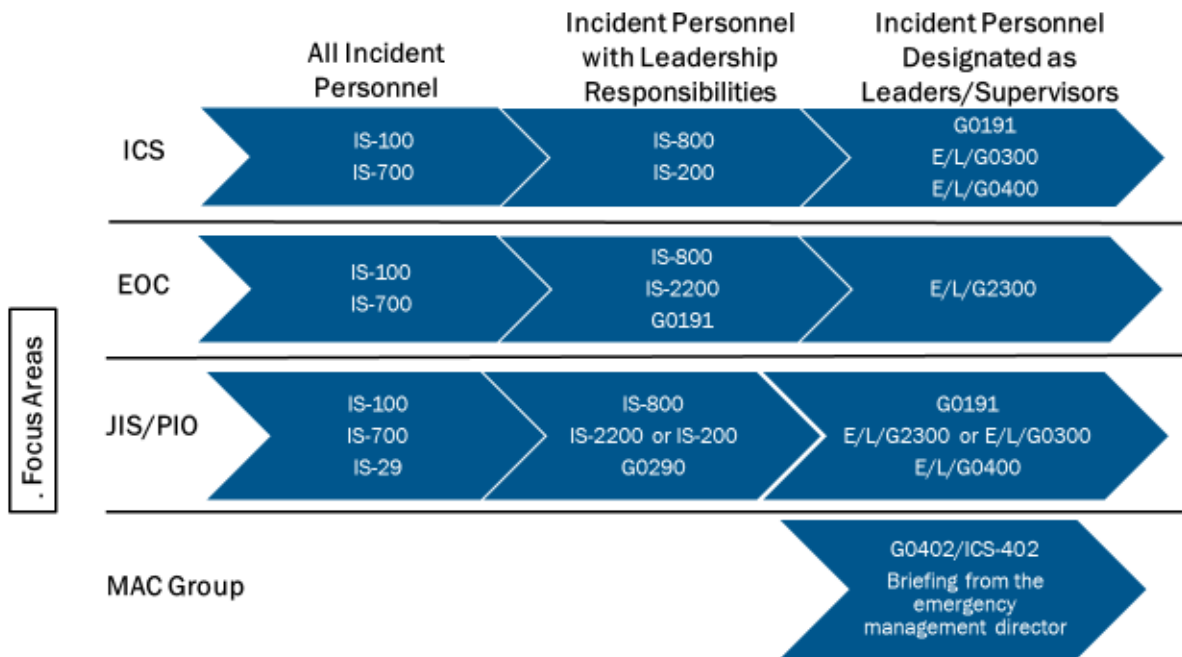 All Incident
Personnel
Incident Personnel
with Leadership
Responsibilities
Incident Personnel
Designated as
Leaders/Supervisors
. Focus Areas
ICS
IS-100
IS-700
IS-800
IS-200
G0191
E/L/G0300
E/L/G0400
EOC
IS-100
IS-700
IS-800
IS-2200
G0191
E/L/G2300
JIS/PIO
IS-100
IS-700
IS-29
IS-800
IS-2200 or IS-200
G0290
G0191
E/L/G2300 or E/L/G0300
E/L/G0400
MAC Group
G0402/ICS-402
Briefing from the
emergency
management director